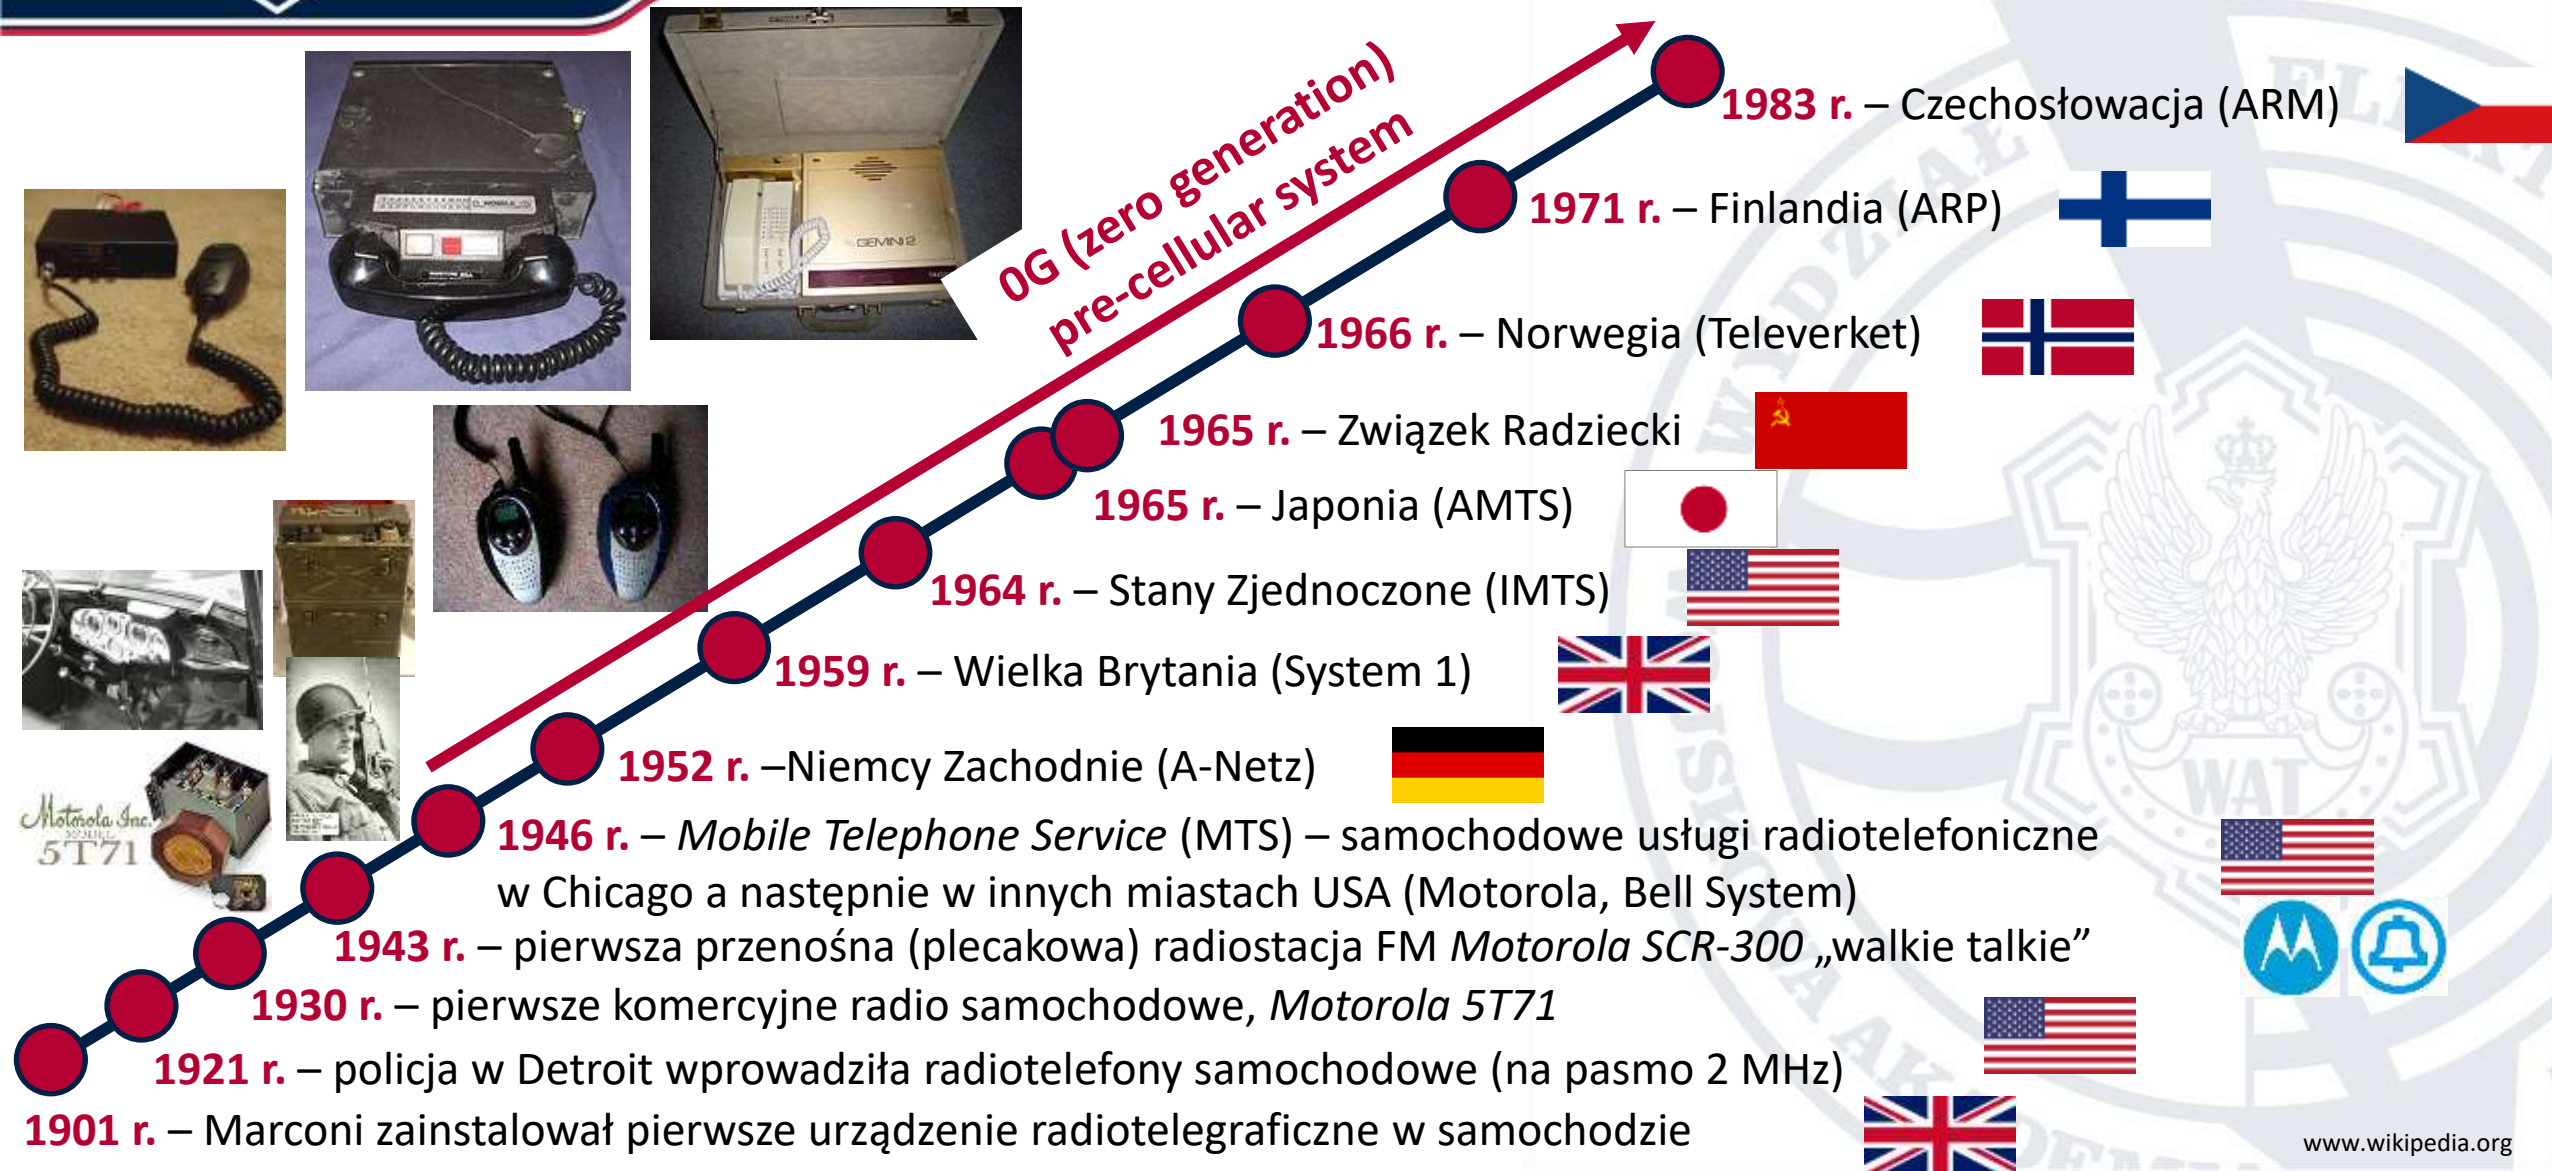 0G (zero generation)
pre-cellular system
1983 r. – Czechosłowacja (ARM)
1971 r. – Finlandia (ARP)
1966 r. – Norwegia (Televerket)
1965 r. – Związek Radziecki
1965 r. – Japonia (AMTS)
1964 r. – Stany Zjednoczone (IMTS)
1959 r. – Wielka Brytania (System 1)
1952 r. –Niemcy Zachodnie (A-Netz)
1946 r. – Mobile Telephone Service (MTS) – samochodowe usługi radiotelefoniczne
w Chicago a następnie w innych miastach USA (Motorola, Bell System)
1943 r. – pierwsza przenośna (plecakowa) radiostacja FM Motorola SCR-300 „walkie talkie”
1930 r. – pierwsze komercyjne radio samochodowe, Motorola 5T71
1921 r. – policja w Detroit wprowadziła radiotelefony samochodowe (na pasmo 2 MHz)
1901 r. – Marconi zainstalował pierwsze urządzenie radiotelegraficzne w samochodzie
www.wikipedia.org
GEMINI 2
Motorola Inc.
MODEL
5T71
WYDZIAŁ ELEKT
WAT